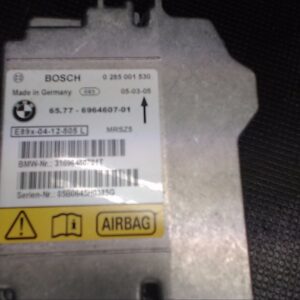 BOSCH 0 285 001 530
Made in Germany 05-03-05
65.77 - 6964607-01
E89x-04-12-505 L MRSZ5
BMW-Nr.:
Serien-Nr.:
AIRBAG